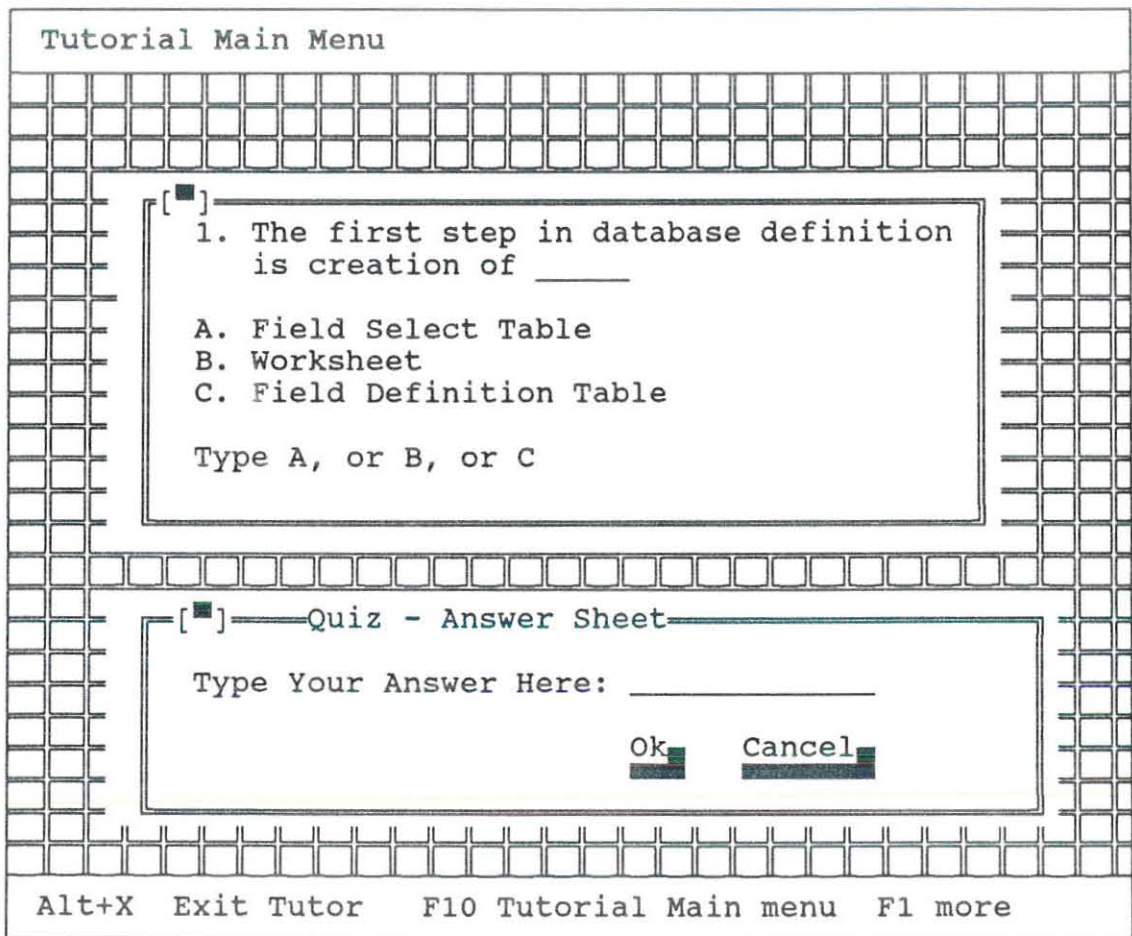 Tutorial Main Menu
[■]
1. The first step in database definition
is creation of _____
A. Field Select Table
B. Worksheet
C. Field Definition Table
Type A, or B, or C
[■] Quiz - Answer Sheet
Type Your Answer Here: _____________
Ok Cancel
Alt+X Exit Tutor F10 Tutorial Main menu F1 more